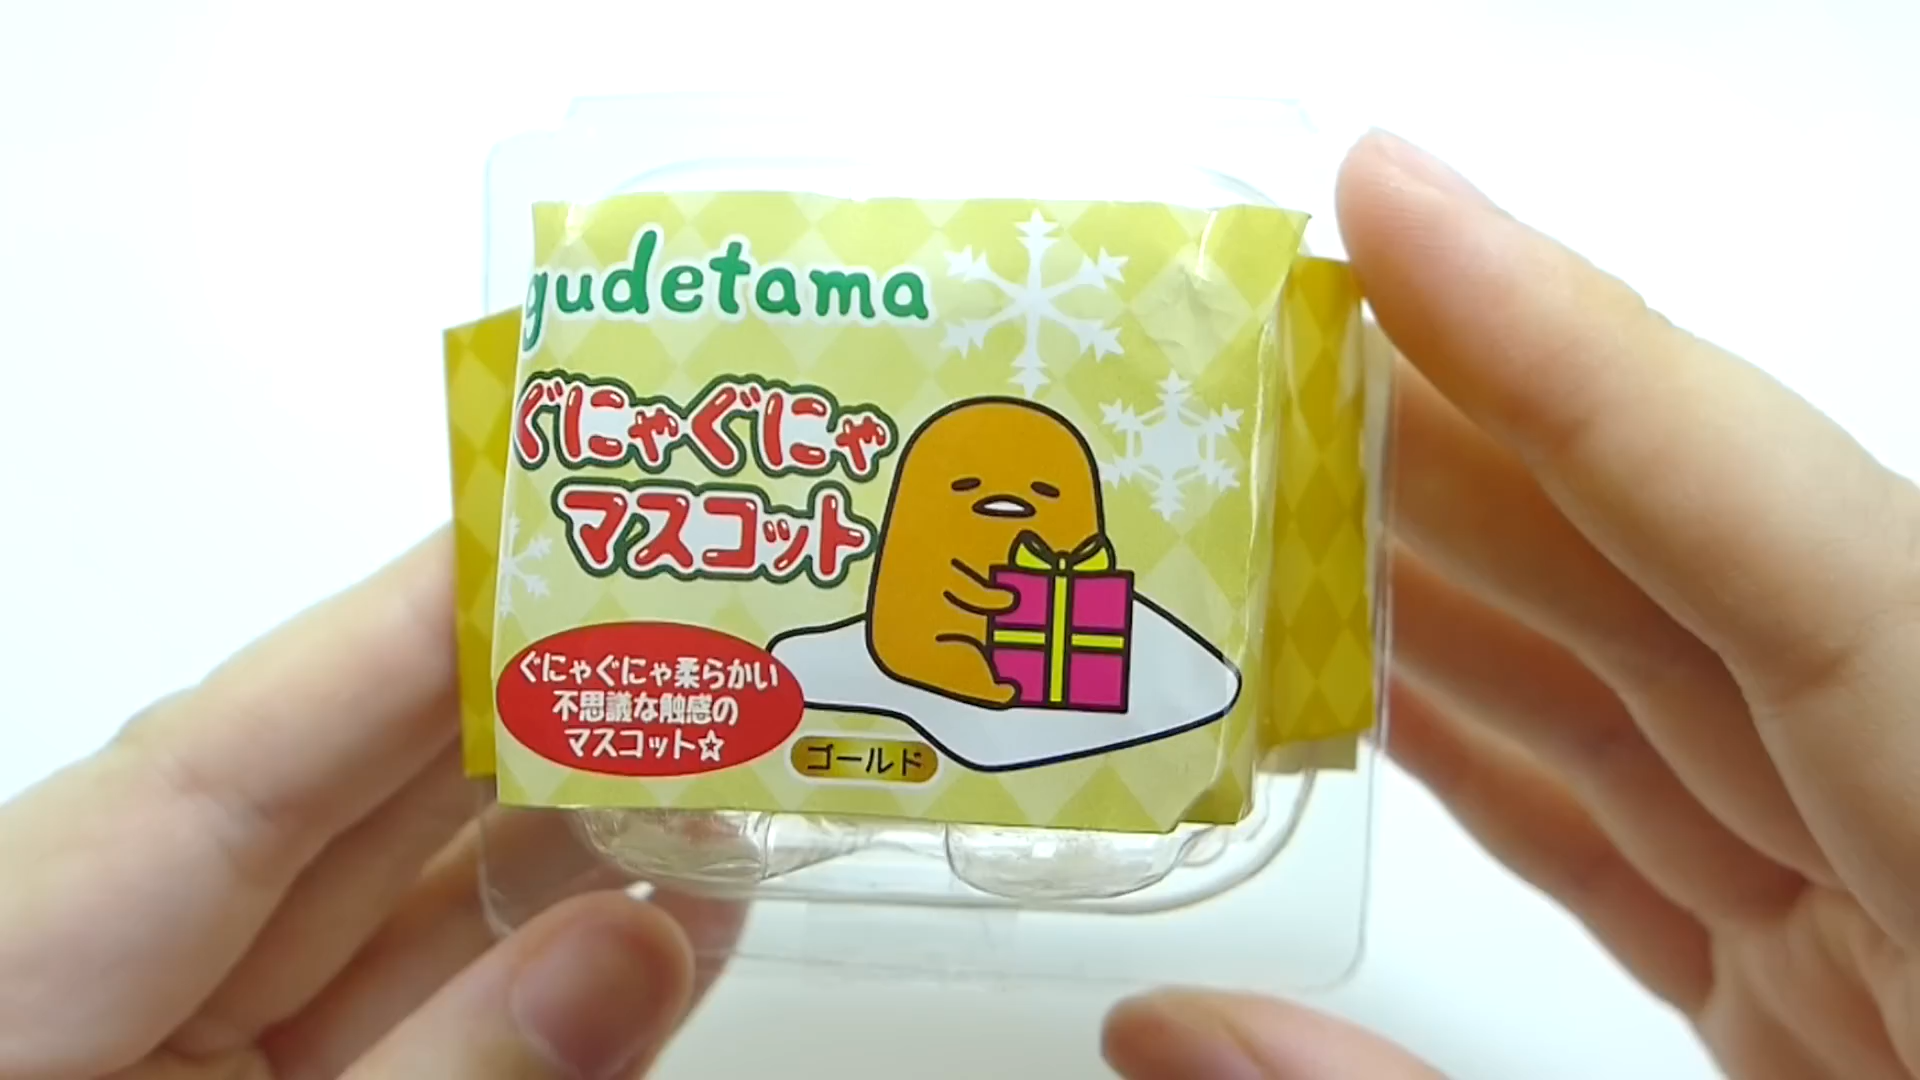 gudetama
ぐにゃぐにゃ
マスコット
ぐにゃぐにゃ柔らかい
不思議な触感の
マスコット☆
ゴールド